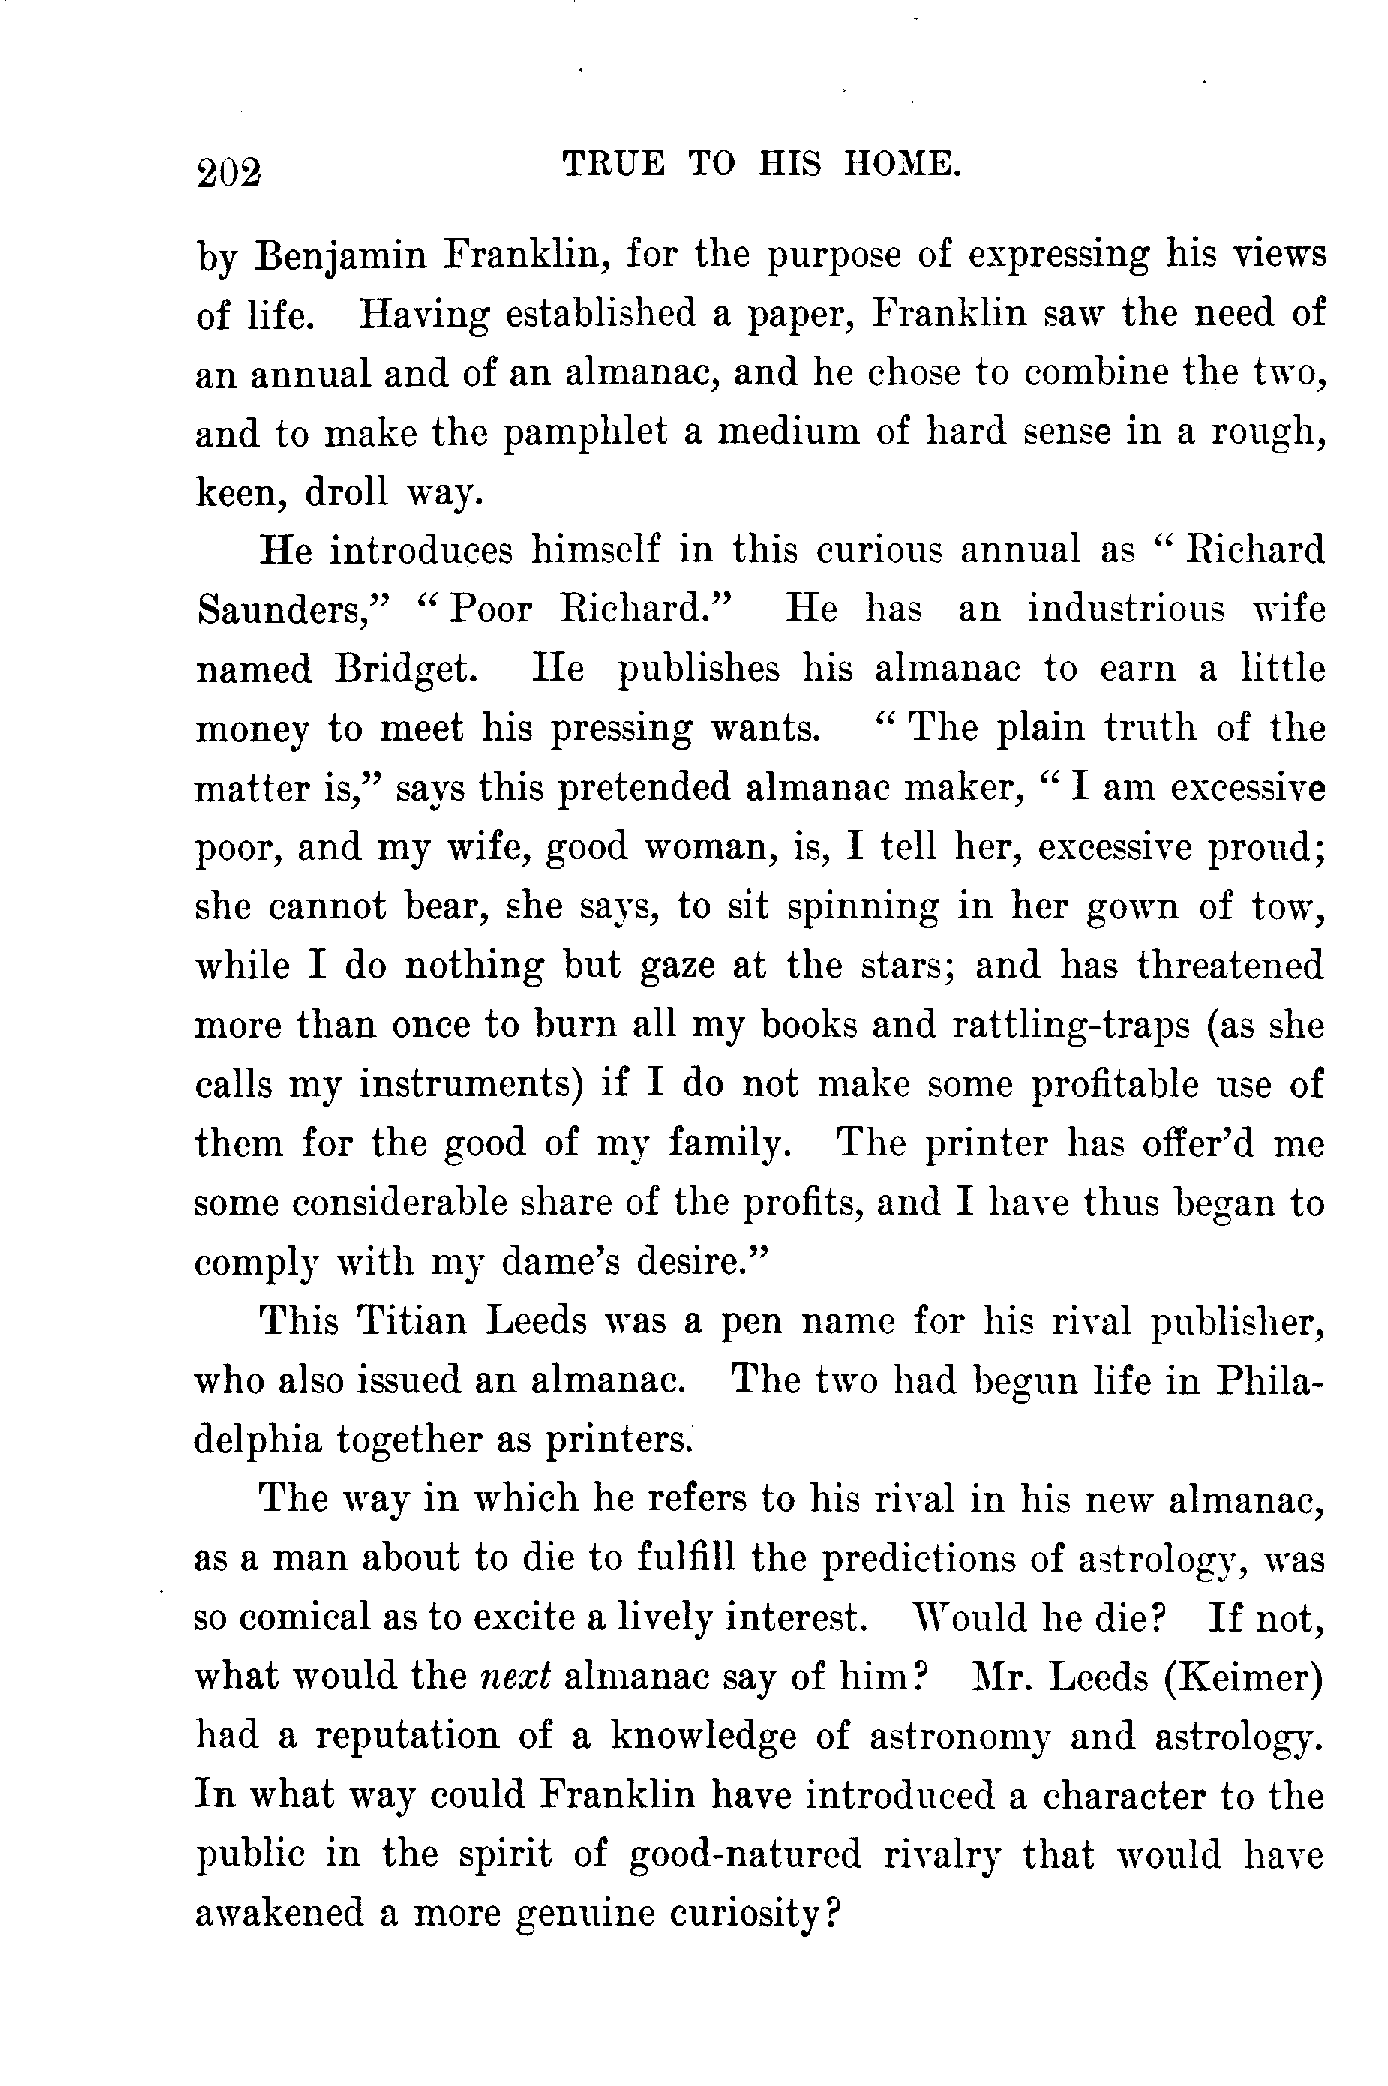 202 TRUE TO HIS HOME.
by Benjamin Franklin, for the purpose of expressing his views
of life. Having established a paper, Franklin saw the need of
an annual and of an almanac, and he chose to combine the two,
and to make the pamphlet a medium of hard sense in a rough,
keen, droll way.
He introduces himself in this curious annual as “ Richard
Saunders,” “ Poor Richard.” He has an industrious wife
named Bridget. He publishes his almanac to earn a little
money to meet his pressing wants. “ The plain truth of the
matter is,” says this pretended almanac maker, “ I am excessive
poor, and my wife, good woman, is, I tell her, excessive proud;
she cannot bear, she says, to sit spinning in her gown of tow,
while I do nothing but gaze at the stars; and has threatened
more than once to burn all my books and rattling-traps (as she
calls my instruments) if I do not make some profitable use of
them for the good of my family. The printer has offer’d me
some considerable share of the profits, and I have thus began to
comply with my dame’s desire.”
This Titian Leeds was a pen name for his rival publisher,
who also issued an almanac. The two had begun life in Phila-
delphia together as printers.
The way in which he refers to his rival in his new almanac,
as a man about to die to fulfill the predictions of astrology, was
so comical as to excite a lively interest. Would he die? If not,
what would the next almanac say of him? Mr. Leeds (Keimer)
had a reputation of a knowledge of astronomy and astrology.
In what way could Franklin have introduced a character to the
public in the spirit of good-natured rivalry that would have
awakened a more genuine curiosity?